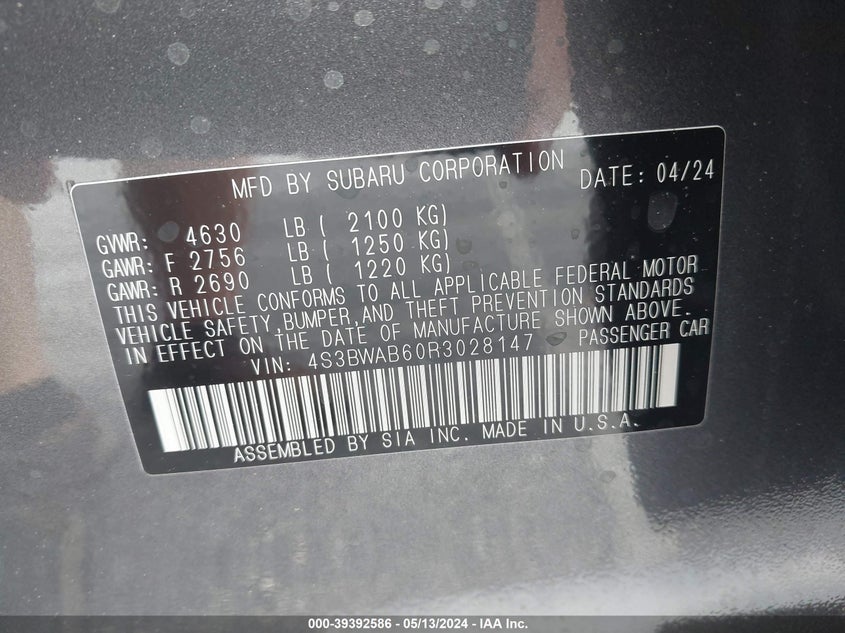 MFD BY SUBARU CORPORATION DATE: 04/24
GVWR: 4630 LB ( 2100 KG)
GAWR: F 2756 LB ( 1250 KG)
GAWR: R 2690 LB ( 1220 KG)
THIS VEHICLE CONFORMS TO ALL APPLICABLE FEDERAL MOTOR
VEHICLE SAFETY,BUMPER,AND THEFT PREVENTION STANDARDS
IN EFFECT ON THE DATE OF MANUFACTURE SHOWN ABOVE.
VIN: 4S3BWAB60R3028147 PASSENGER CAR
ASSEMBLED BY SIA INC. MADE IN U.S.A.
000-39392586 - 05/13/2024 - IAA Inc.